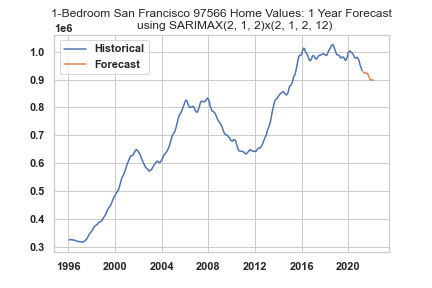 1-Bedroom San Francisco 97566 Home Values: 1 Year Forecast
using SARIMAX(2, 1, 2)x(2, 1, 2, 12)
1e6
Historical
Forecast
1.0
0.9
0.8
0.7
0.6
0.5
0.4
0.3
1996 2000 2004 2008 2012 2016 2020